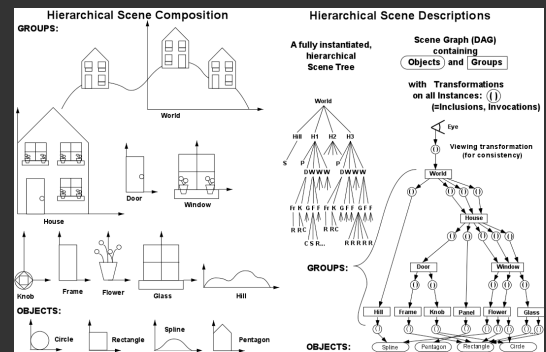 Hierarchical Scene Composition
GROUPS:
World
House
Door
Window
Knob
Frame
Flower
Glass
Hill
OBJECTS:
Circle
Rectangle
Spline
Pentagon
Hierarchical Scene Descriptions
A fully instantiated,
hierarchical
Scene Tree
World
Hill H1 H2 H3
S P P
D W W W D W W W
Fr K G F F Fr K G F F
R R C R R C
C S R... R R R R R
Scene Graph (DAG)
containing
Objects and Groups
with Transformations
on all Instances: ( )
(=Inclusions, Invocations)
Eye
( )
Viewing transformation
(for consistency)
World
( ) ( ) ( ) ( )
House
( ) ( ) ( ) ( ) ( )
GROUPS:
Door Window
Hill Frame Knob Panel Flower Glass
OBJECTS:
Spline Pentagon Rectangle Circle